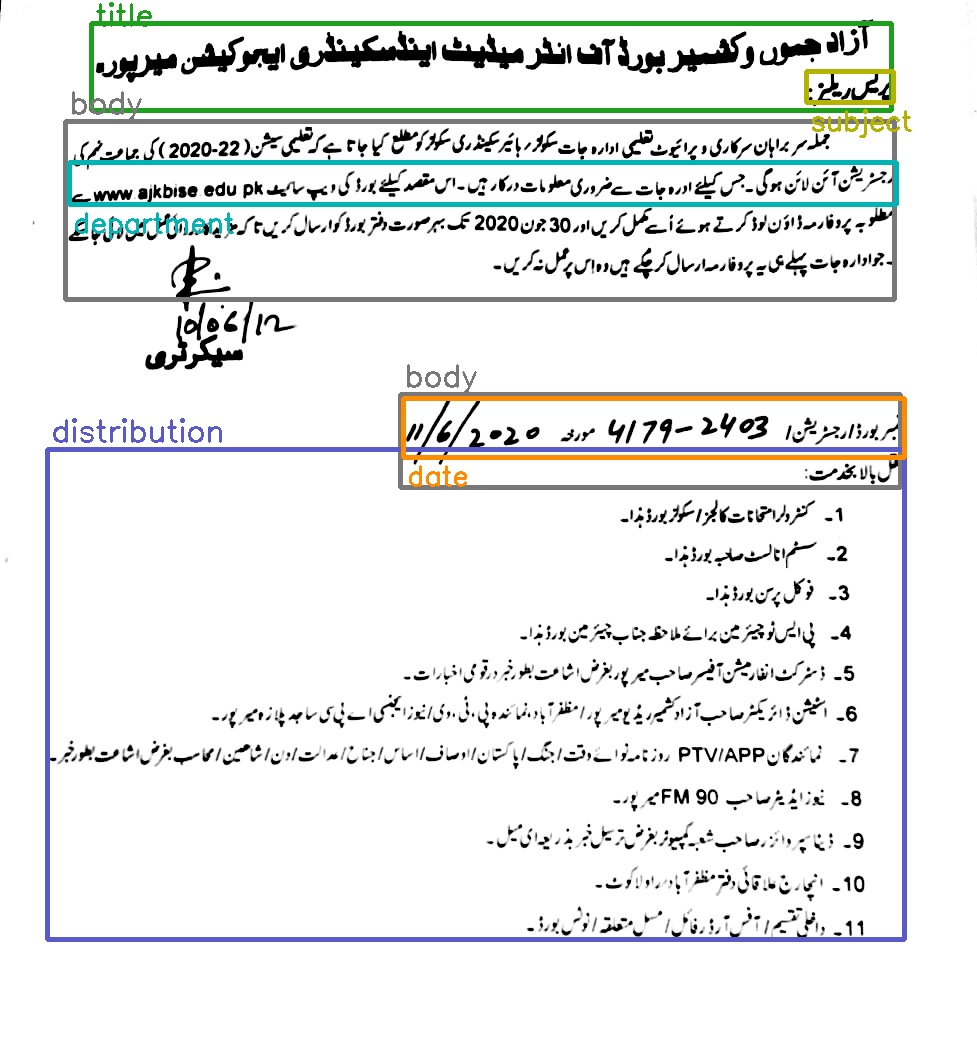 title
آزاد جموں وکشمیر بورڈ آف انٹرمیڈیٹ اینڈ سکینڈری ایجوکیشن میرپور۔
پریس ریلیز:
body
subject
جملہ سربراہان سرکاری و پرائیوٹ تعلیمی ادارہ جات سکولز رہائیر سکینڈری سکولز کو مطلع کیا جاتا ہے کہ تعلیمی سیشن (2020-22) کی جماعت نہم کی
رجسٹریشن آئن لائن ہوگی۔ جس کیلئے ادارہ جات سے ضروری معلومات درکار ہیں۔ اس مقصد کیلئے بورڈ کی ویب سائیٹ www ajkbise edu pk سے
department
مطلوبہ پروفارمہ ڈاؤن لوڈ کرتے ہوئے اُسے مکمل کریں اور 30 جون 2020 تک بہرصورت دفتر بورڈ کو ارسال کریں تاکہ
۔ جو ادارہ جات پہلے ہی یہ پروفارمہ ارسال کر چکے ہیں وہ اِس پر عمل نہ کریں۔
10/06/12
سیکرٹری
body
distribution
نمبر بورڈ/رجسٹریشن/ 4179-2403 مورخہ 11/6/2020
date
نقل بالا بخدمت:
1۔ کنٹرولر امتحانات کالجز/سکولز بورڈ ہذا۔
2۔ سسٹم انالسٹ صاحبہ بورڈ ہذا۔
3۔ فوکل پرسن بورڈ ہذا۔
4۔ پی ایس ٹو چیئرمین برائے ملاحظہ جناب چیئرمین بورڈ ہذا۔
5۔ ڈسٹرکٹ انفارمیشن آفیسر صاحب میرپور بغرض اشاعت بطور خبر در قومی اخبارات۔
6۔ اسٹیشن ڈائریکٹر صاحب آزاد کشمیر ریڈیو میرپور/مظفرآباد، نمائندہ پی، ٹی، وی/نیوز ایجنسی اے پی سی ساجد پلازہ میرپور۔
7۔ نمائندگان PTV/APP روزنامہ نوائے وقت/جنگ/پاکستان/اوصاف/اساس/جناح/عدالت/دن/شاھین/محاسب بغرض اشاعت بطور خبر۔
8۔ نیوز ایڈیٹر صاحب FM 90 میرپور۔
9۔ ڈیٹا سپروائزر صاحب شعبہ کمپیوٹر بغرض ترسیل خبر بذریعہ ای میل۔
10۔ انچارج علاقائی دفتر مظفرآباد/راولاکوٹ۔
11۔ داخلی تقسیم/آفس آرڈر فائل/مسل متعلقہ/نوٹس بورڈ۔